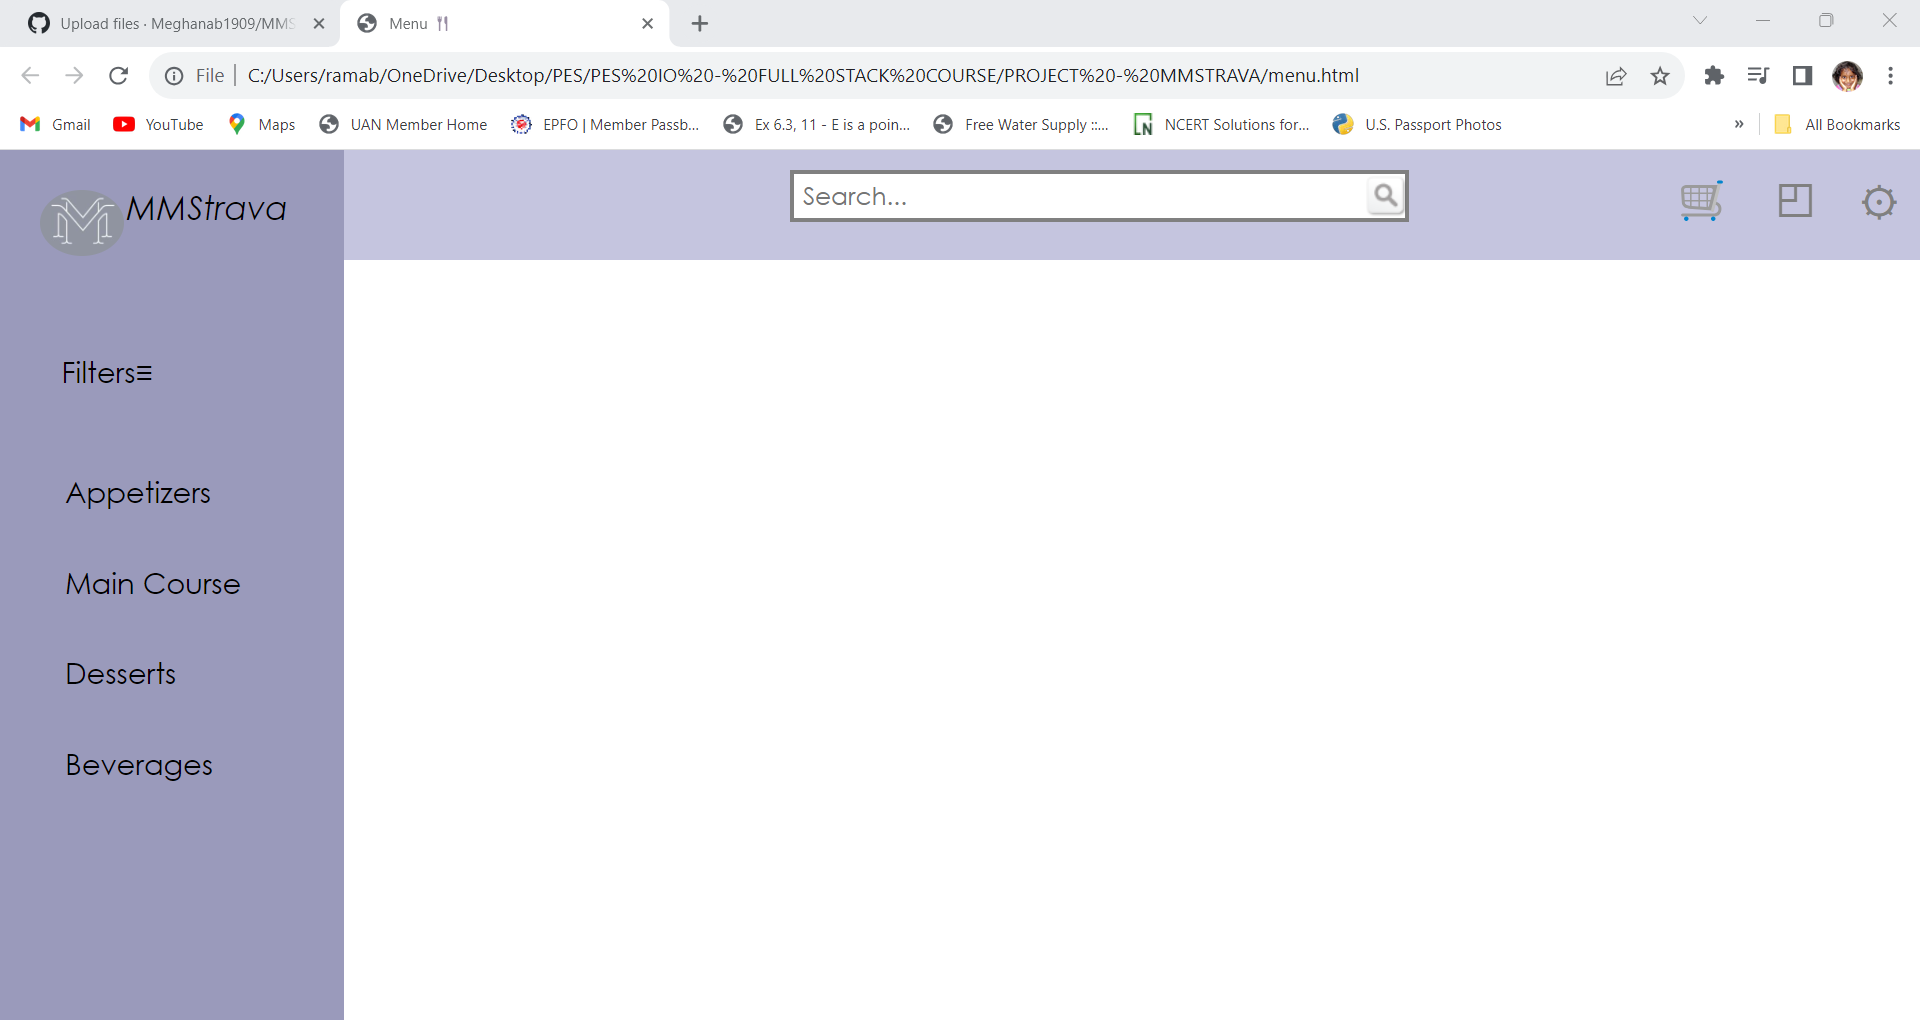 Upload files · Meghanab1909/MMS
Menu 🍴
File
C:/Users/ramab/OneDrive/Desktop/PES/PES%20IO%20-%20FULL%20STACK%20COURSE/PROJECT%20-%20MMSTRAVA/menu.html
Gmail
YouTube
Maps
UAN Member Home
EPFO | Member Passb...
Ex 6.3, 11 - E is a poin...
Free Water Supply ::...
NCERT Solutions for...
U.S. Passport Photos
»
All Bookmarks
M MMStrava
Search...
Filters≡
Appetizers
Main Course
Desserts
Beverages